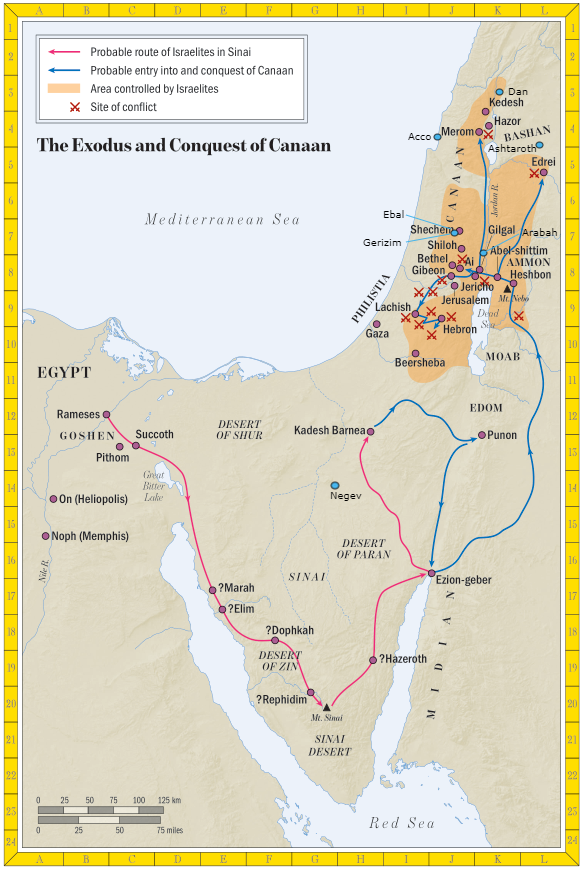 A B C D E F G H I J K L
1
2
3
4
5
6
7
8
9
10
11
12
13
14
15
16
17
18
19
20
21
22
23
24
Probable route of Israelites in Sinai
Probable entry into and conquest of Canaan
Area controlled by Israelites
Site of conflict
The Exodus and Conquest of Canaan
Mediterranean Sea
Dan
Kedesh
Hazor
Acco
Merom
BASHAN
Ashtaroth
Edrei
CANAAN
Jordan R.
Ebal
Shechem
Gilgal
Arabah
Gerizim
Shiloh
Abel-shittim
Bethel
Ai
AMMON
Gibeon
Heshbon
Jericho
Mt. Nebo
PHILISTIA
Jerusalem
Lachish
Dead
Sea
Hebron
Gaza
MOAB
Beersheba
EGYPT
EDOM
Rameses
DESERT
OF SHUR
Kadesh Barnea
GOSHEN
Succoth
Punon
Pithom
Great
Bitter
Lake
Negev
On (Heliopolis)
Noph (Memphis)
DESERT
OF PARAN
Nile R.
SINAI
Ezion-geber
?Marah
?Elim
?Dophkah
MIDIAN
DESERT
OF ZIN
?Hazeroth
?Rephidim
Mt. Sinai
SINAI
DESERT
0 25 50 75 100 125 km
0 25 50 75 miles
Red Sea
A B C D E F G H I J K L